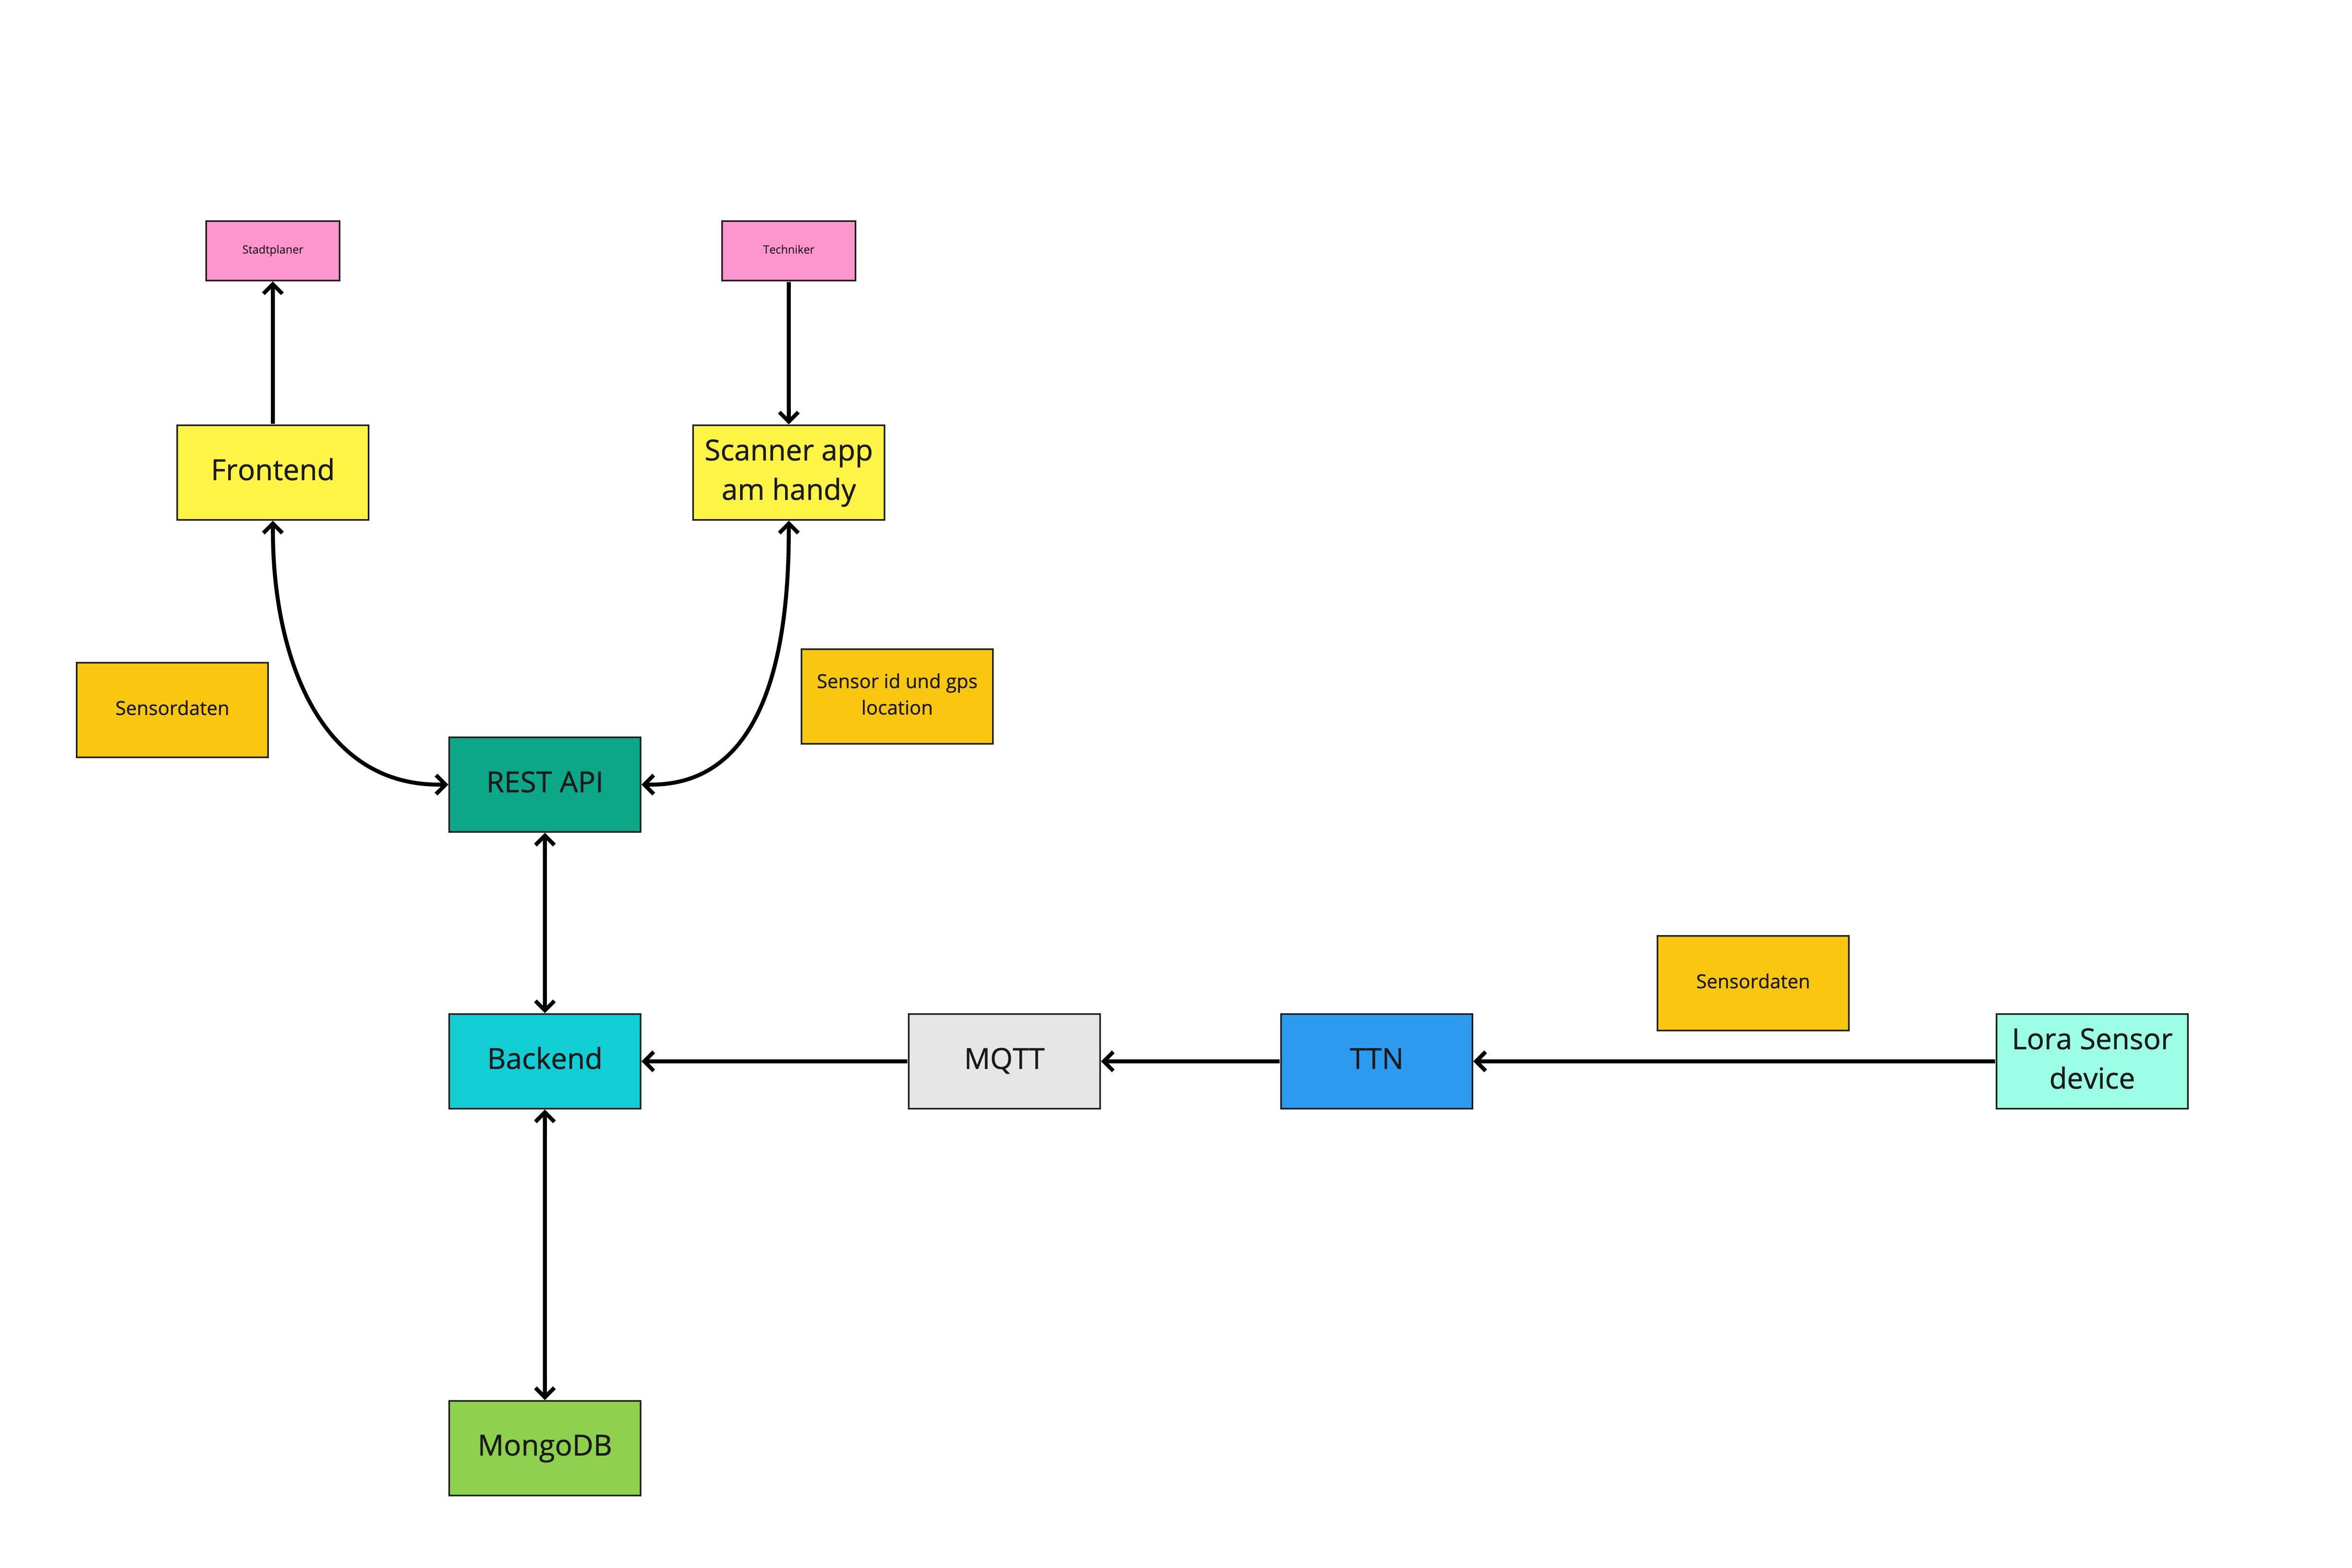 Stadtplaner
Techniker
Frontend
Scanner app
am handy
Sensordaten
Sensor id und gps
location
REST API
Sensordaten
Backend
MQTT
TTN
Lora Sensor
device
MongoDB